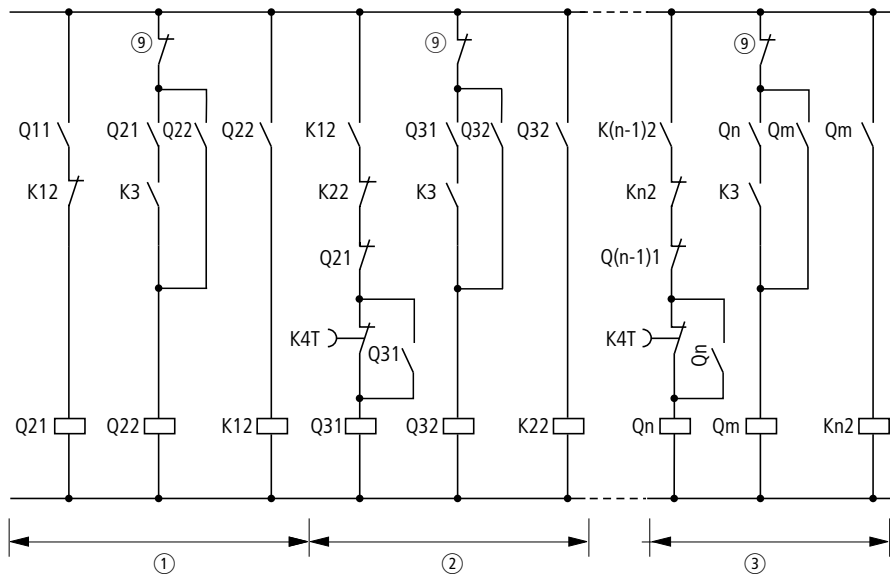 ⑨ ⑨ ⑨
Q11 Q21 Q22 Q22 K12 Q31 Q32 Q32 K(n-1)2 Qn Qm Qm
K12 K3 K22 K3 Kn2 K3
Q21 Q(n-1)1
K4T Q31 K4T Qn
Q21 Q22 K12 Q31 Q32 K22 Qn Qm Kn2
① ② ③